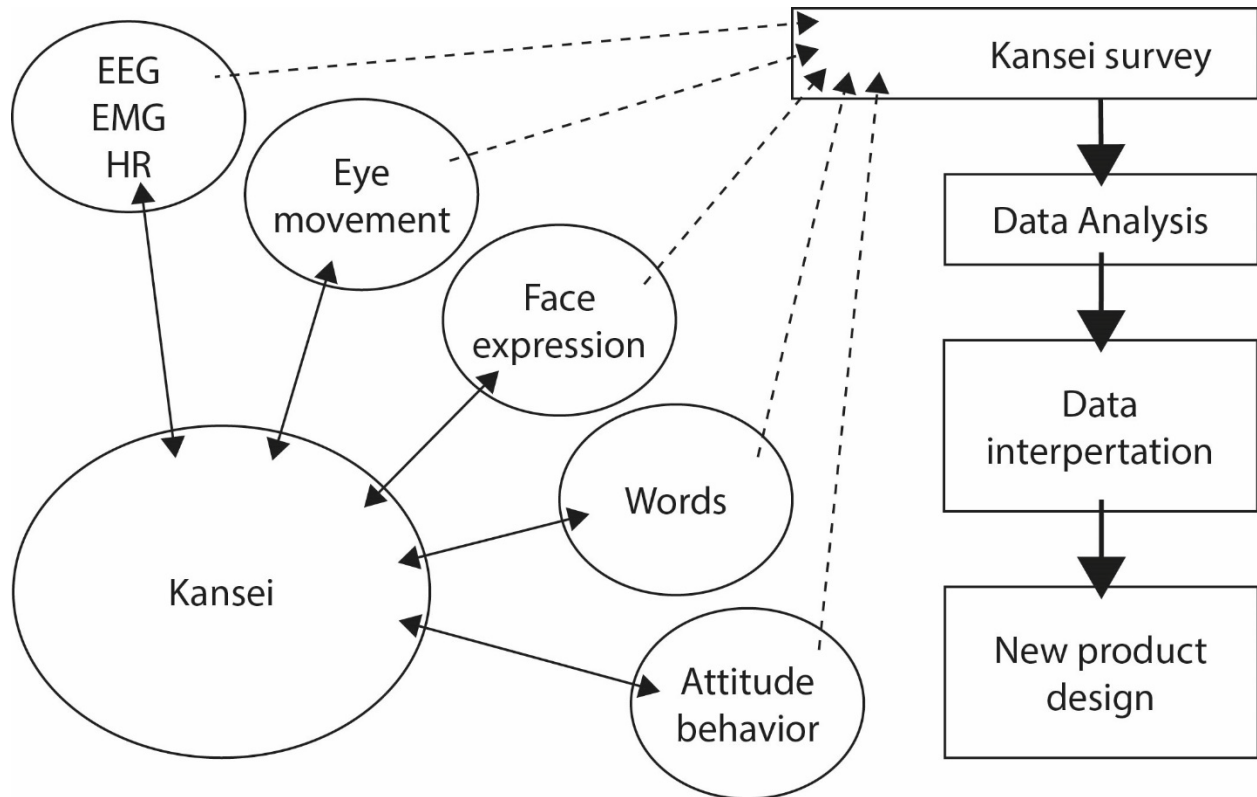 EEG
EMG
HR
Eye
movement
Face
expression
Words
Attitude
behavior
Kansei
Kansei survey
Data Analysis
Data
interpertation
New product
design